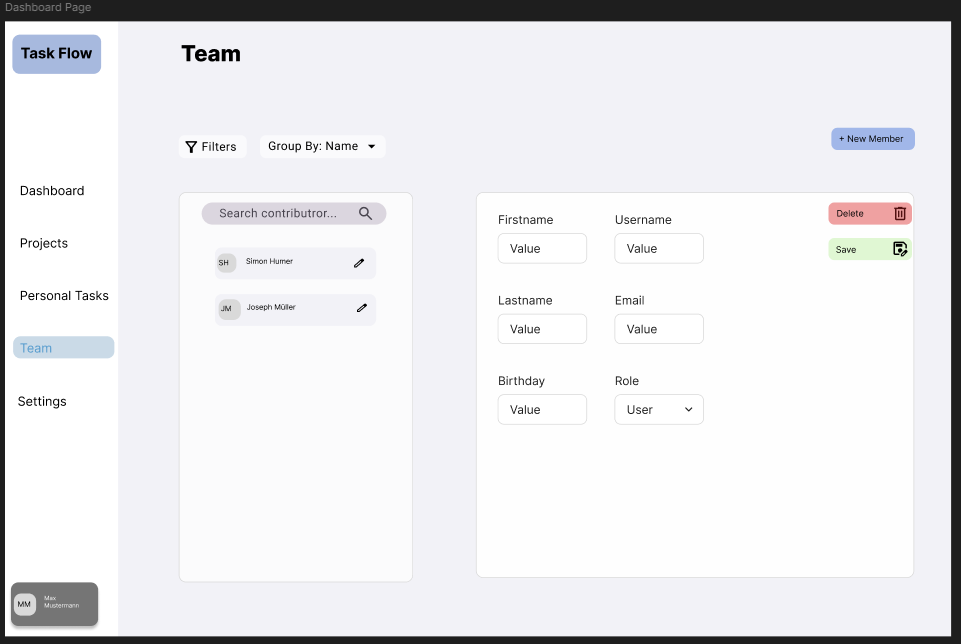 Dashboard Page
Task Flow
Team
Filters
Group By: Name
+ New Member
Dashboard
Projects
Personal Tasks
Team
Settings
Search contributror...
SH
Simon Humer
JM
Joseph Müller
Firstname
Username
Value
Value
Lastname
Email
Value
Value
Birthday
Role
Value
User
Delete
Save
MM
Max
Mustermann